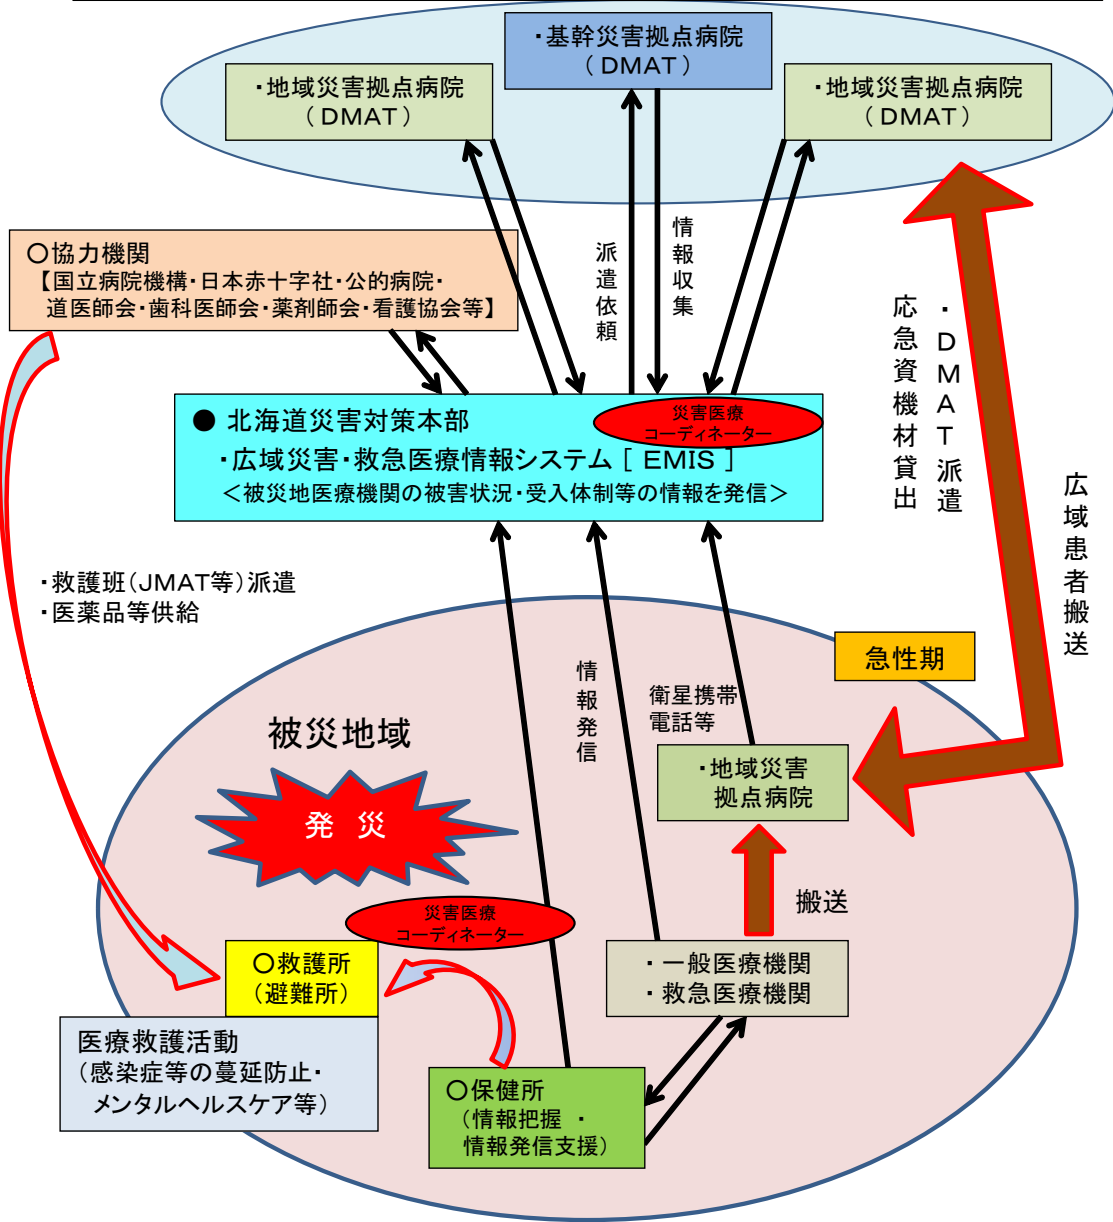 ・基幹災害拠点病院
（DMAT）
・地域災害拠点病院
（DMAT）
・地域災害拠点病院
（DMAT）
〇協力機関
【国立病院機構・日本赤十字社・公的病院・
道医師会・歯科医師会・薬剤師会・看護協会等】
派遣依頼
情報収集
・DMAT派遣
応急資機材貸出
広域患者搬送
災害医療
コーディネーター
● 北海道災害対策本部
・広域災害・救急医療情報システム［ EMIS ］
＜被災地医療機関の被害状況・受入体制等の情報を発信＞
・救護班（JMAT等）派遣
・医薬品等供給
急性期
情報発信
衛星携帯
電話等
被災地域
・地域災害
拠点病院
発 災
搬送
災害医療
コーディネーター
〇救護所
（避難所）
・一般医療機関
・救急医療機関
医療救護活動
（感染症等の蔓延防止・
メンタルヘルスケア等）
〇保健所
（情報把握 ・
情報発信支援）